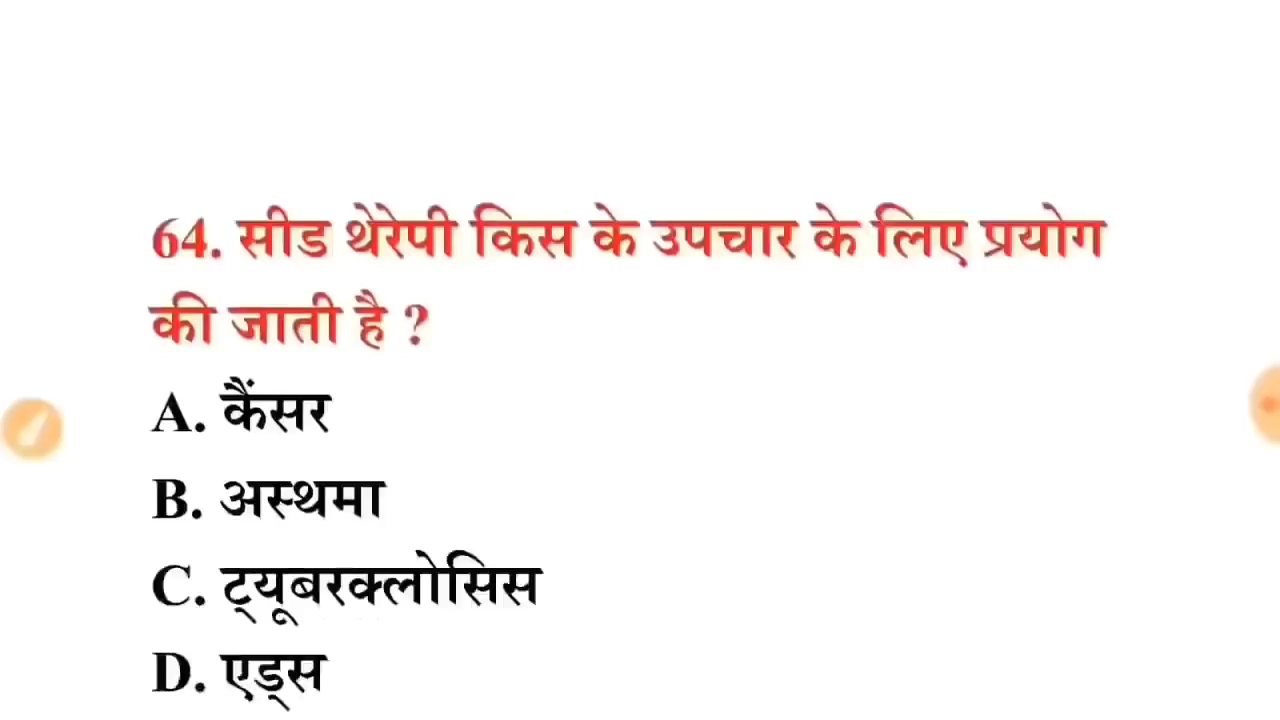 64. सीड थेरेपी किस के उपचार के लिए प्रयोग
की जाती है ?
A. कैंसर
B. अस्थमा
C. ट्यूबरक्लोसिस
D. एड्स